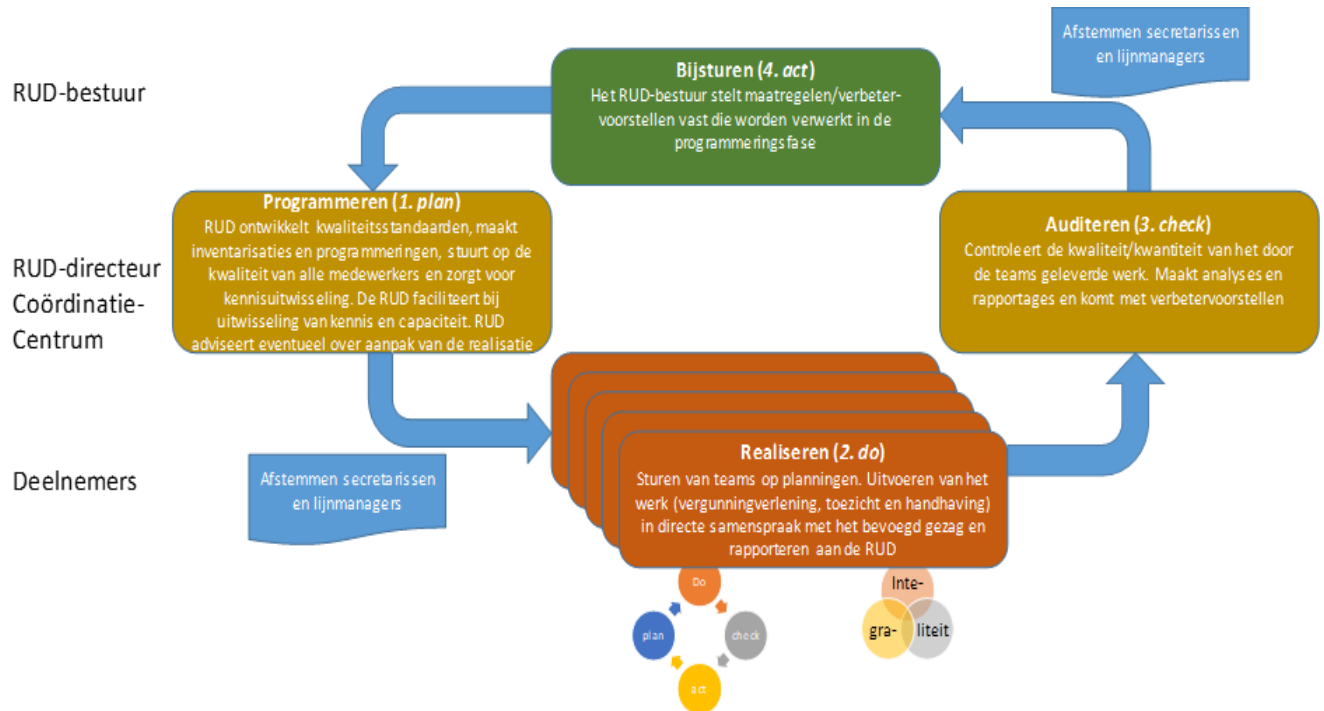 Afstemmen secretarissen
en lijnmanagers
RUD-bestuur
Bijsturen (4. act)
Het RUD-bestuur stelt maatregelen/verbeter-
voorstellen vast die worden verwerkt in de
programmeringsfase
RUD-directeur
Coördinatie-
Centrum
Programmeren (1. plan)
RUD ontwikkelt kwaliteitsstandaarden, maakt
inventarisaties en programmeringen, stuurt op de
kwaliteit van alle medewerkers en zorgt voor
kennisuitwisseling. De RUD faciliteert bij
uitwisseling van kennis en capaciteit. RUD
adviseert eventueel over aanpak van de realisatie
Auditeren (3. check)
Controleert de kwaliteit/kwantiteit van het door
de teams geleverde werk. Maakt analyses en
rapportages en komt met verbetervoorstellen
Deelnemers
Afstemmen secretarissen
en lijnmanagers
Realiseren (2. do)
Sturen van teams op planningen. Uitvoeren van het
werk (vergunningverlening, toezicht en handhaving)
in directe samenspraak met het bevoegd gezag en
rapporteren aan de RUD
Do
plan
check
act
Inte-
gra-
liteit